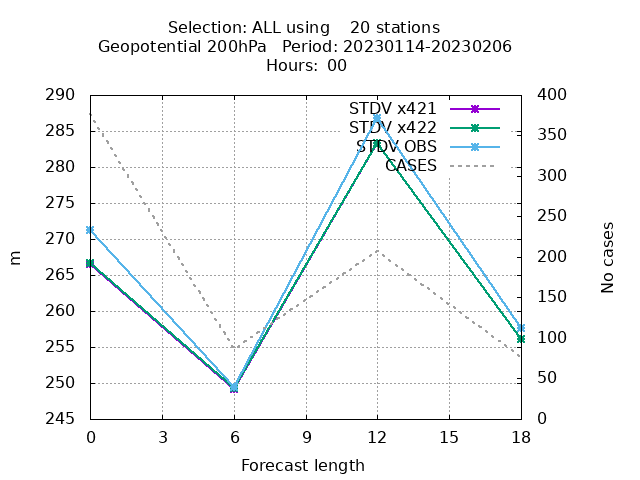 Selection: ALL using    20 stations
Geopotential 200hPa   Period: 20230114-20230206
Hours: 00
STDV x421
STDV x422
STDV OBS
CASES
290
285
280
275
270
265
260
255
250
245
m
400
350
300
250
200
150
100
50
0
No cases
0 3 6 9 12 15 18
Forecast length